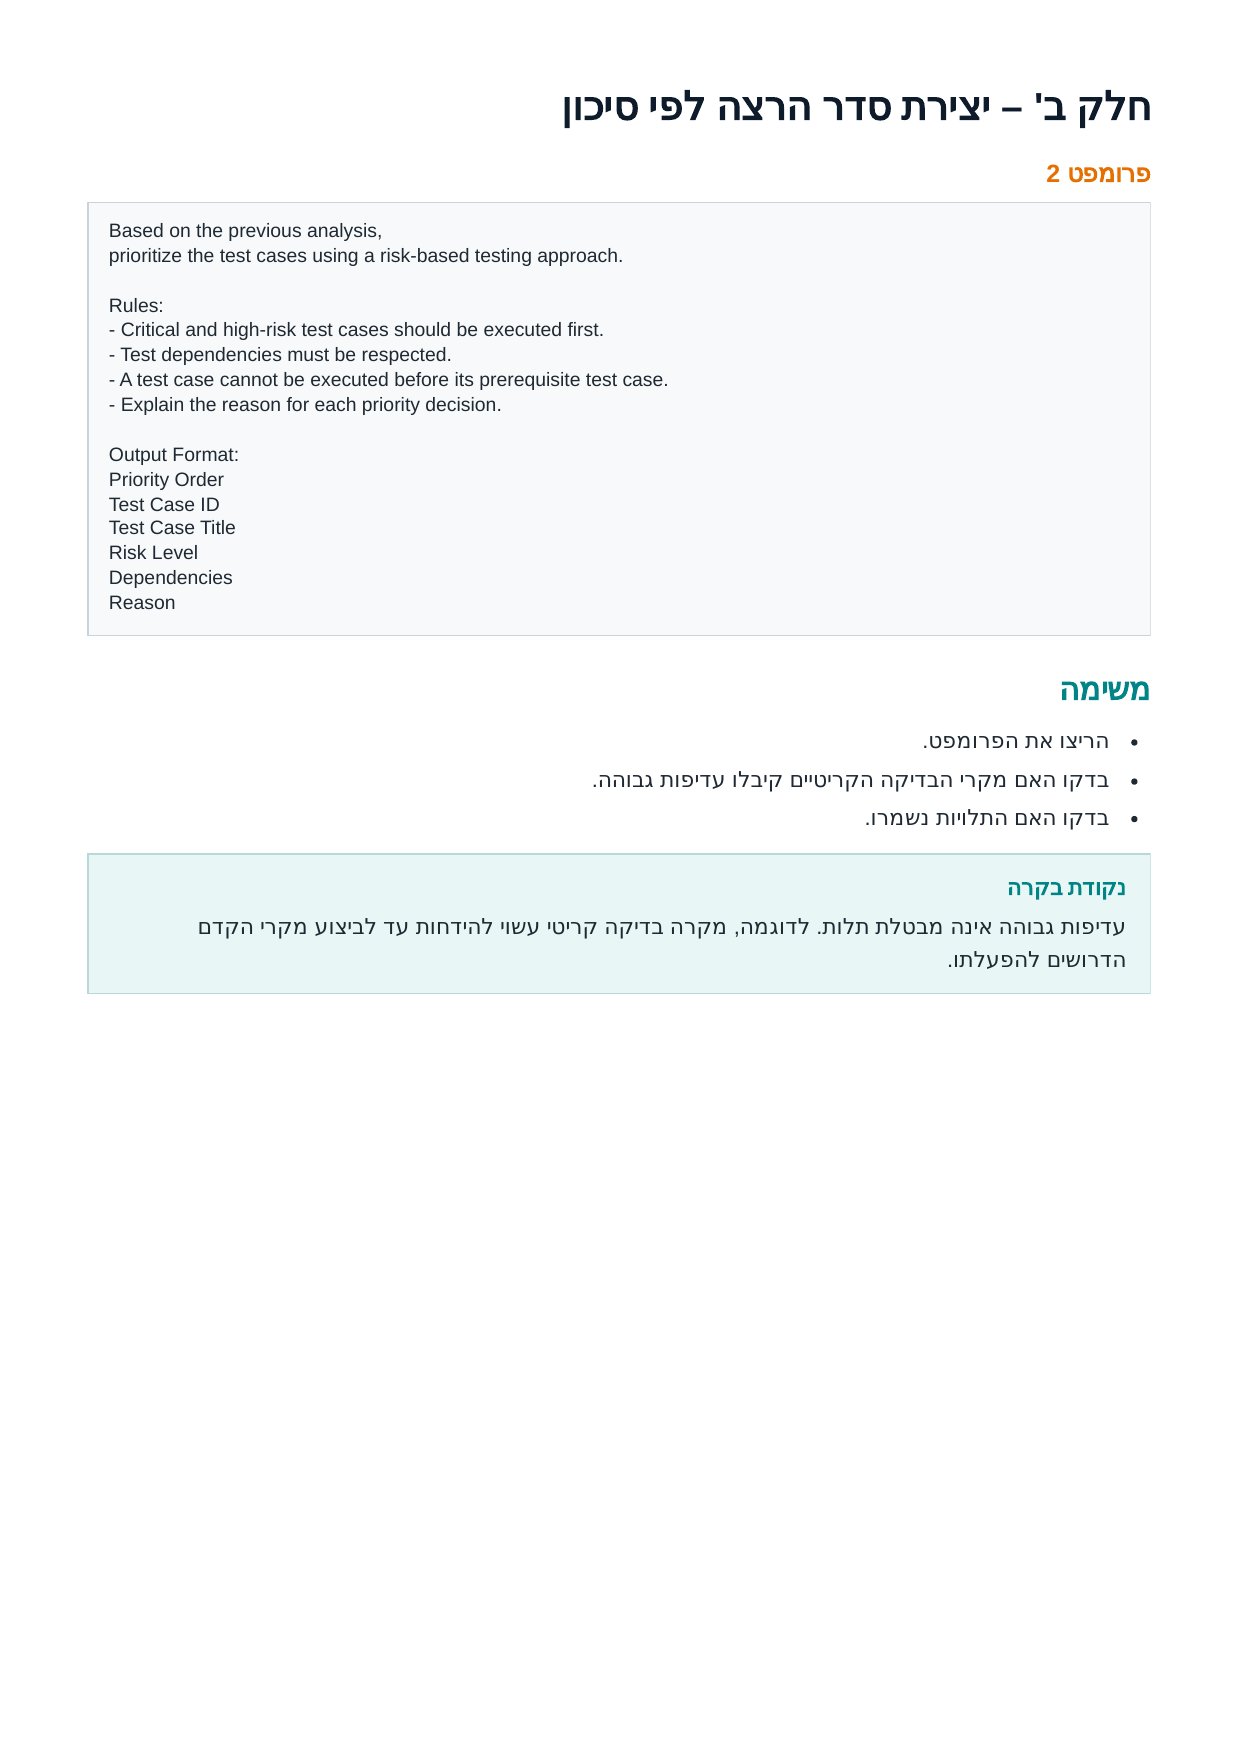 חלק ב' – יצירת סדר הרצה לפי סיכון
פרומפט 2
Based on the previous analysis,
prioritize the test cases using a risk-based testing approach.
Rules:
- Critical and high-risk test cases should be executed first.
- Test dependencies must be respected.
- A test case cannot be executed before its prerequisite test case.
- Explain the reason for each priority decision.
Output Format:
Priority Order
Test Case ID
Test Case Title
Risk Level
Dependencies
Reason
משימה
• הריצו את הפרומפט.
• בדקו האם מקרי הבדיקה הקריטיים קיבלו עדיפות גבוהה.
• בדקו האם התלויות נשמרו.
נקודת בקרה
עדיפות גבוהה אינה מבטלת תלות. לדוגמה, מקרה בדיקה קריטי עשוי להידחות עד לביצוע מקרי הקדם
הדרושים להפעלתו.